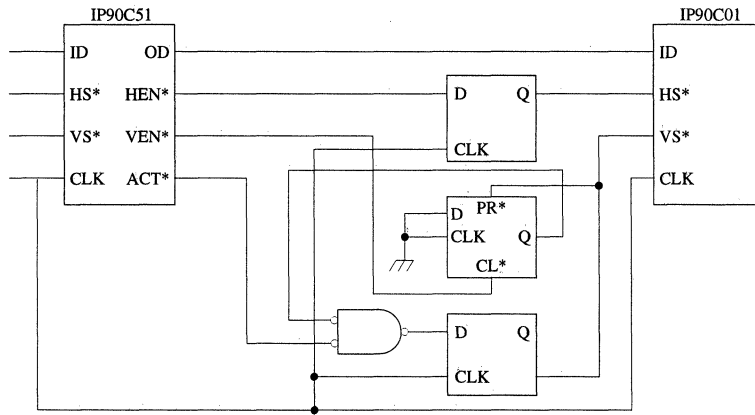 IP90C51
IP90C01
ID OD
ID
HS* HEN*
D Q
HS*
VS* VEN*
VS*
CLK
CLK ACT*
CLK
PR*
D
CLK Q
CL*
D Q
CLK